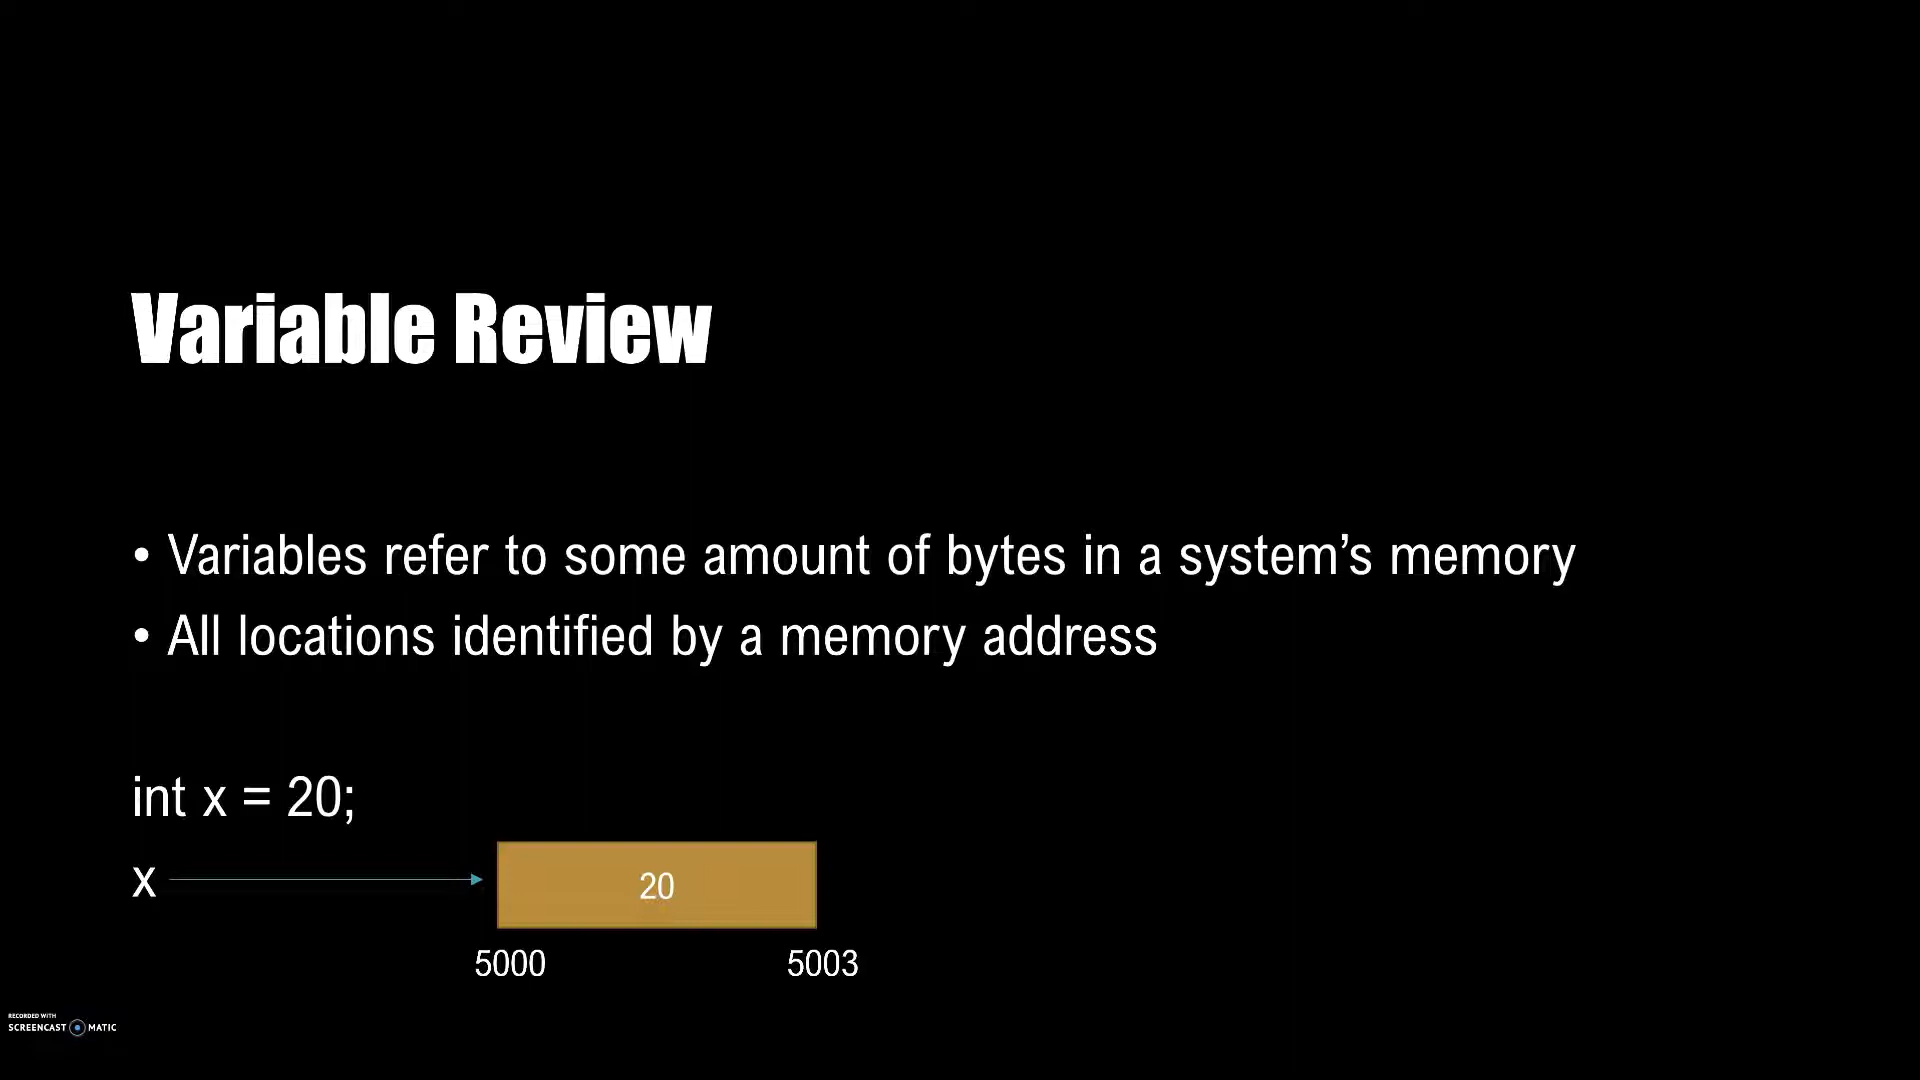 Variable Review
• Variables refer to some amount of bytes in a system’s memory
• All locations identified by a memory address
int x = 20;
x
20
5000 5003
RECORDED WITH
SCREENCAST MATIC